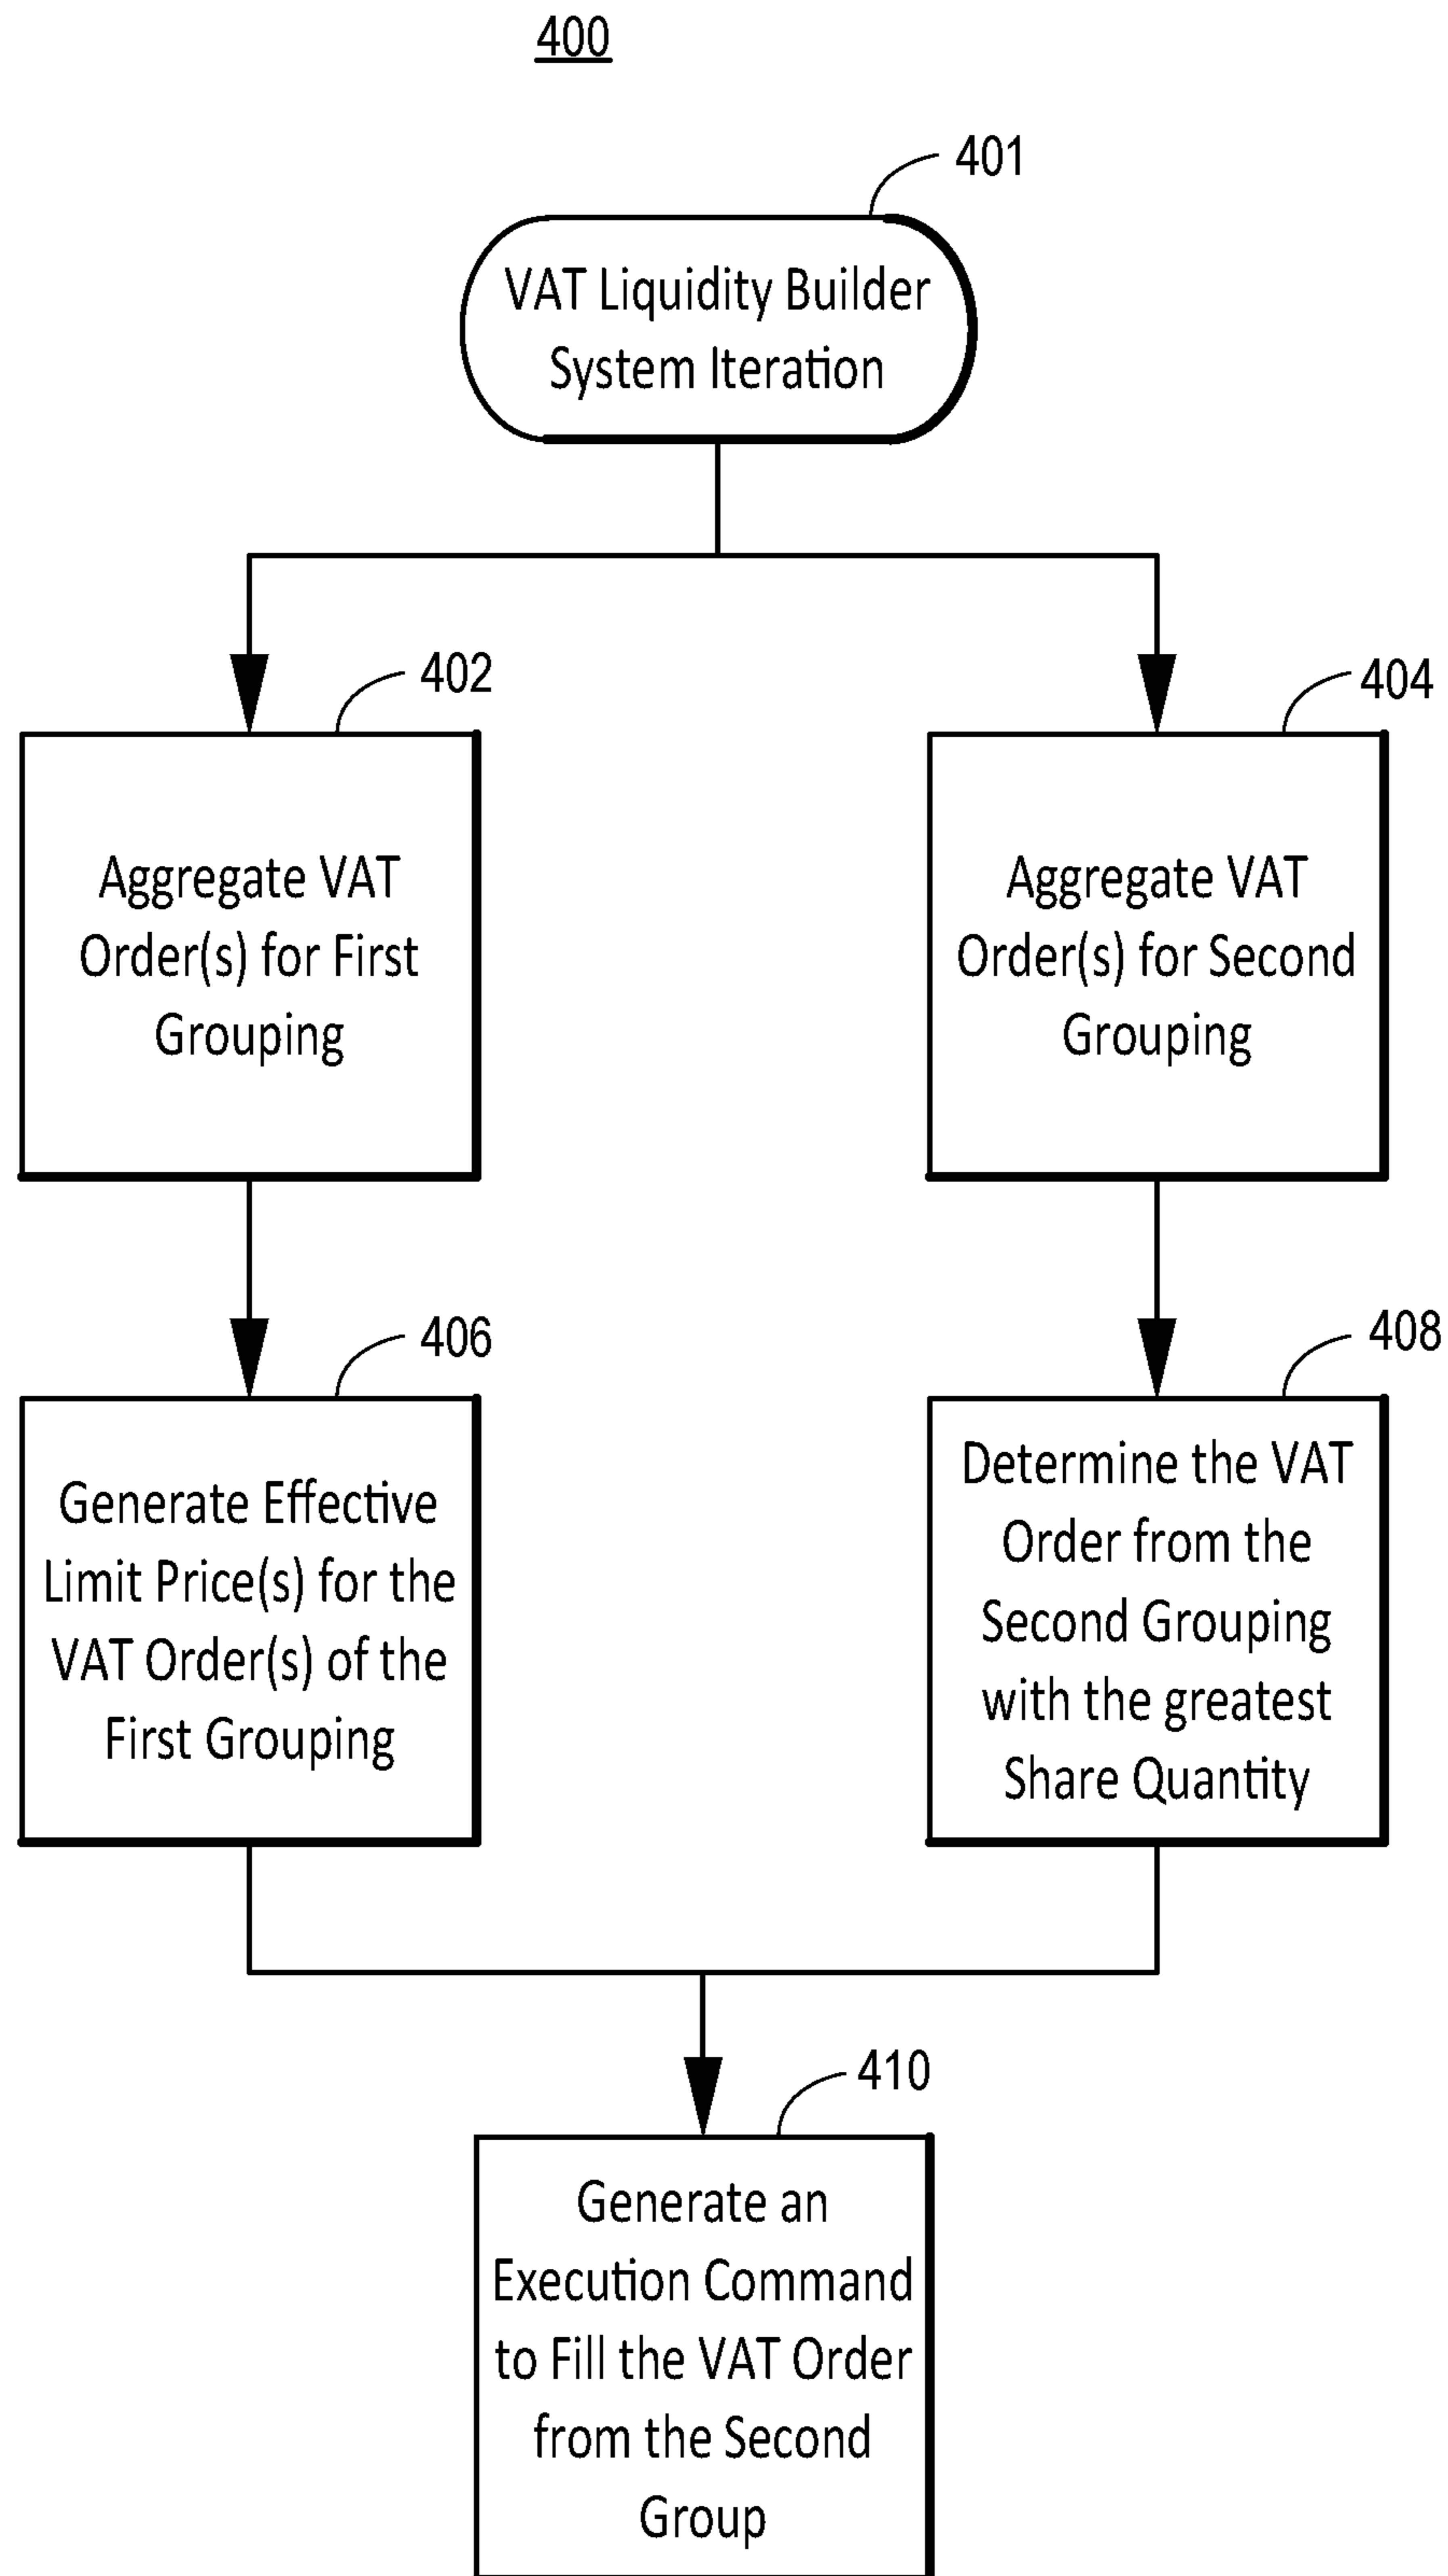 400
401
VAT Liquidity Builder
System Iteration
402
404
Aggregate VAT
Order(s) for First
Grouping
Aggregate VAT
Order(s) for Second
Grouping
406
408
Generate Effective
Limit Price(s) for the
VAT Order(s) of the
First Grouping
Determine the VAT
Order from the
Second Grouping
with the greatest
Share Quantity
410
Generate an
Execution Command
to Fill the VAT Order
from the Second
Group